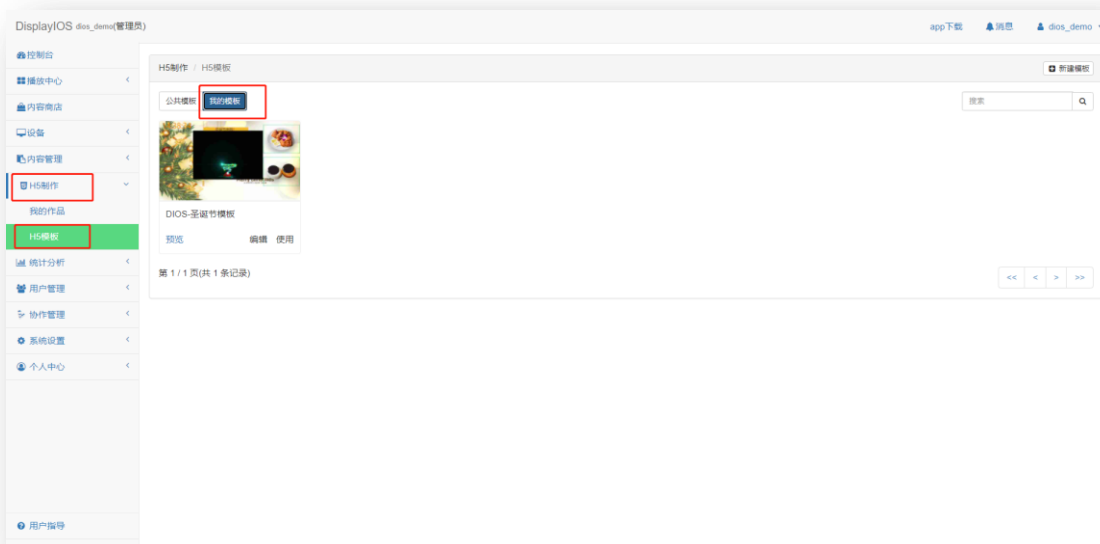 DisplayIOS dios_demo(管理员)
app下载 消息 dios_demo
控制台
播放中心
内容商店
设备
内容管理
H5制作
我的作品
H5模板
统计分析
用户管理
协作管理
系统设置
个人中心
用户指导
H5制作 / H5模板
新建模板
公共模板 我的模板
搜索
DIOS-圣诞节模板
预览 编辑 使用
第 1 / 1 页(共 1 条记录)
<< < > >>